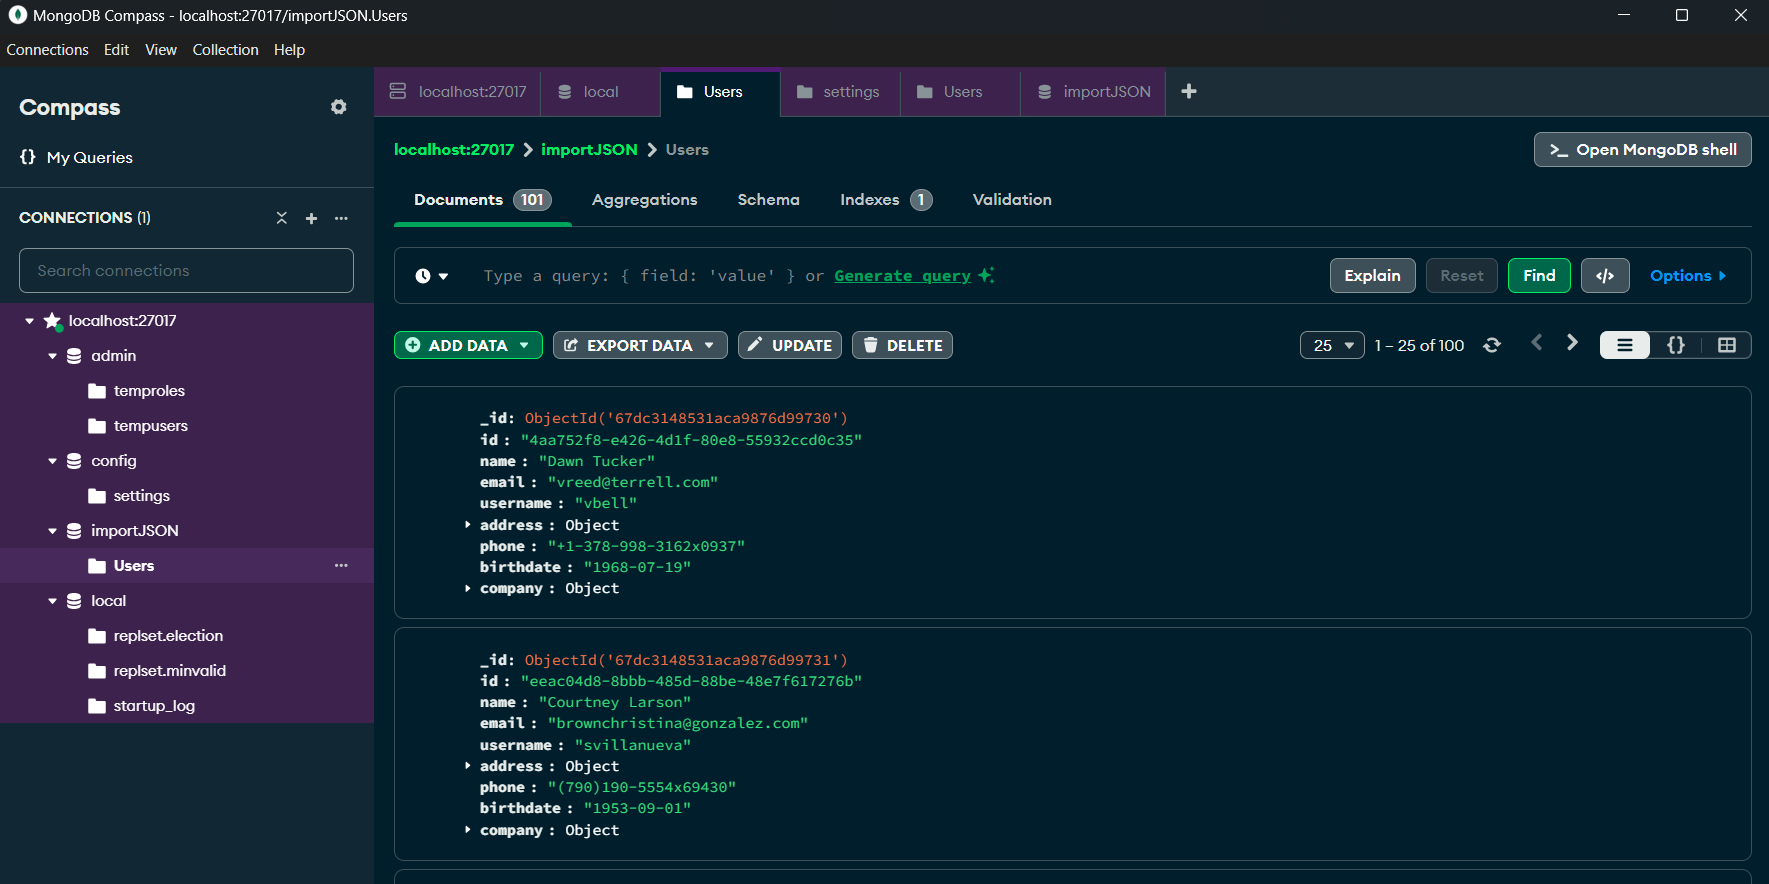 MongoDB Compass - localhost:27017/importJSON.Users
Connections Edit View Collection Help
Compass
{} My Queries
CONNECTIONS (1)
Search connections
localhost:27017
admin
temproles
tempusers
config
settings
importJSON
Users
local
replset.election
replset.minvalid
startup_log
localhost:27017 local Users settings Users importJSON
localhost:27017 > importJSON > Users
>_ Open MongoDB shell
Documents 101 Aggregations Schema Indexes 1 Validation
Type a query: { field: 'value' } or Generate query
Explain Reset Find </> Options
ADD DATA EXPORT DATA UPDATE DELETE
25 1 – 25 of 100 {}
_id: ObjectId('67dc3148531aca9876d99730')
id : "4aa752f8-e426-4d1f-80e8-55932ccd0c35"
name : "Dawn Tucker"
email : "vreed@terrell.com"
username : "vbell"
address : Object
phone : "+1-378-998-3162x0937"
birthdate : "1968-07-19"
company : Object
_id: ObjectId('67dc3148531aca9876d99731')
id : "eeac04d8-8bbb-485d-88be-48e7f617276b"
name : "Courtney Larson"
email : "brownchristina@gonzalez.com"
username : "svillanueva"
address : Object
phone : "(790)190-5554x69430"
birthdate : "1953-09-01"
company : Object